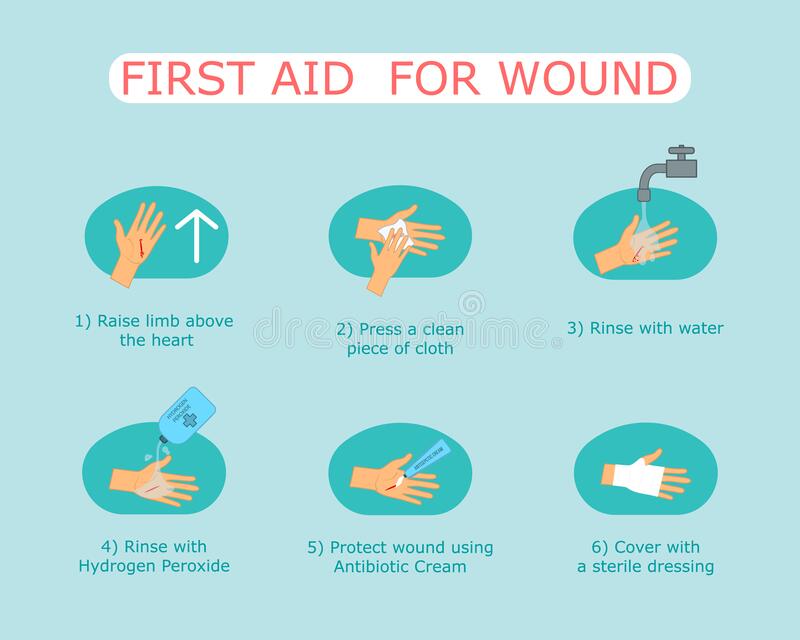 FIRST AID FOR WOUND
1) Raise limb above
the heart
2) Press a clean
piece of cloth
3) Rinse with water
dreamstime
HYDROGEN
PEROXIDE
4) Rinse with
Hydrogen Peroxide
ANTISEPTIC CREAM
5) Protect wound using
Antibiotic Cream
6) Cover with
a sterile dressing